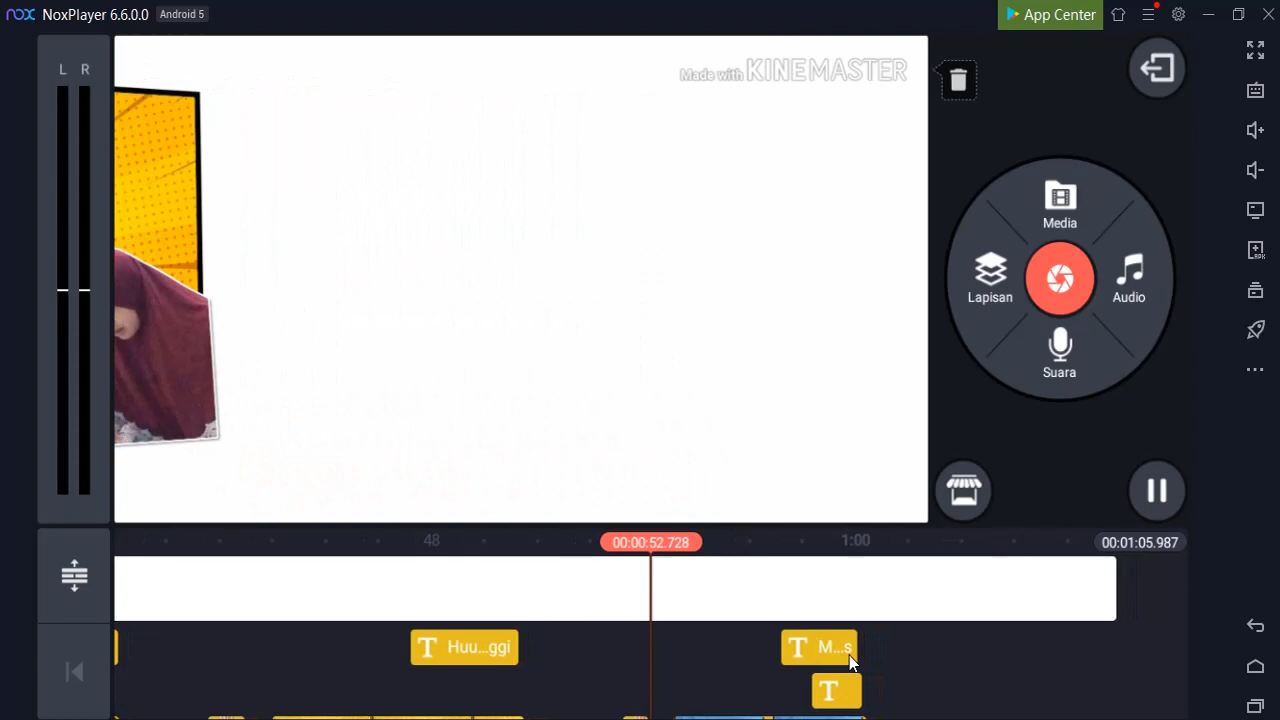 nox NoxPlayer 6.6.0.0 Android 5
App Center
L R
Made with KINEMASTER
Media
Lapisan
Audio
Suara
48
00:00:52.728
1:00
00:01:05.987
T Huu...ggi
T M...s
T